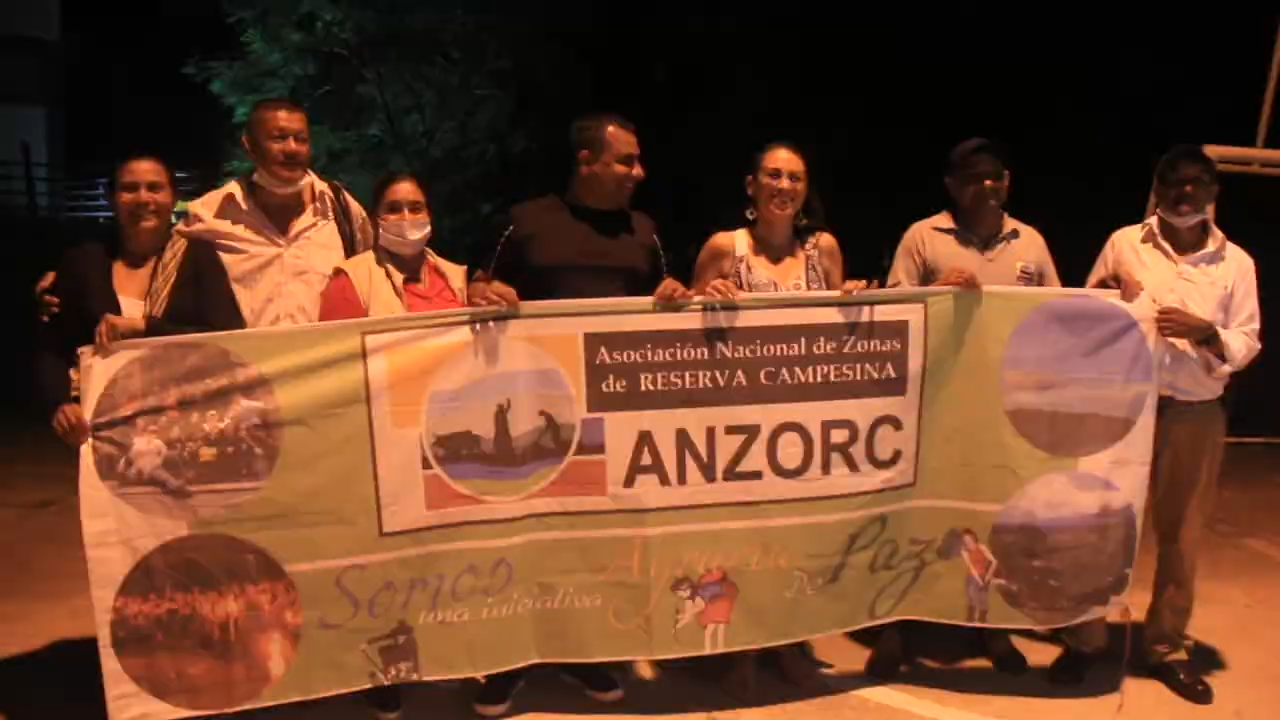 Asociación Nacional de Zonas
de RESERVA CAMPESINA
ANZORC
Somos
una iniciativa
Agraria
De Paz